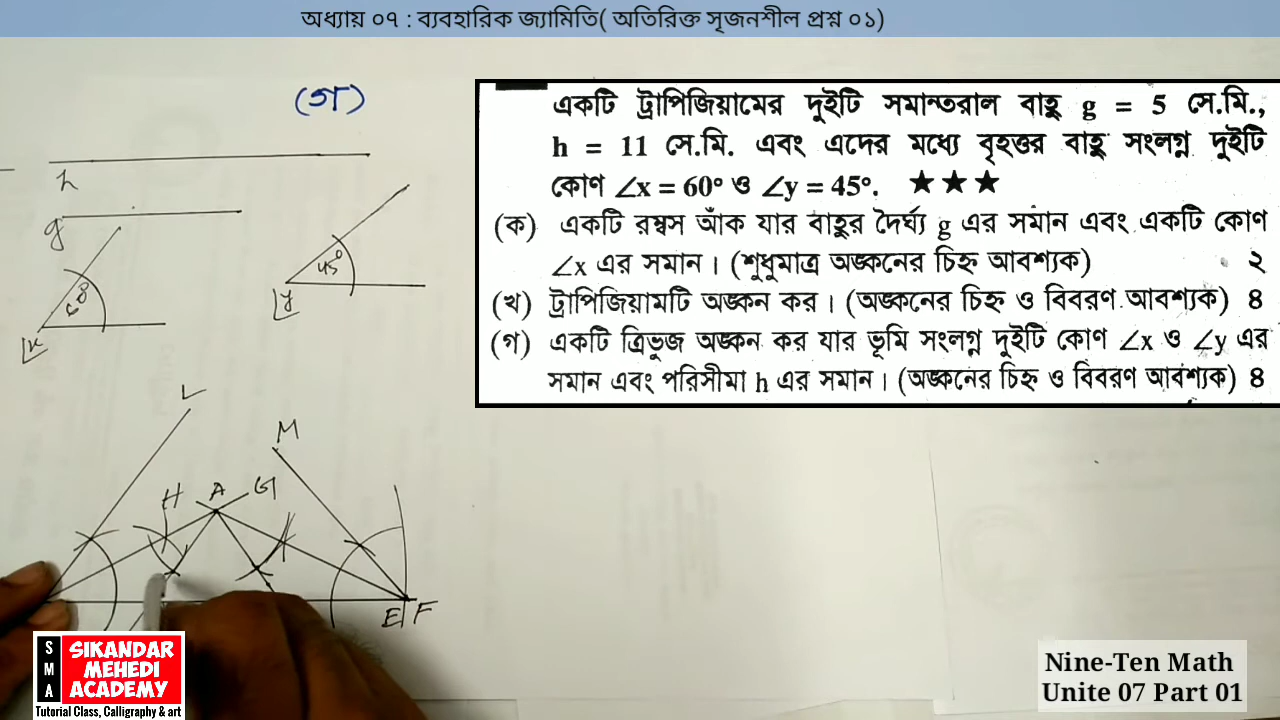 অধ্যায় ০৭ : ব্যবহারিক জ্যামিতি( অতিরিক্ত সৃজনশীল প্রশ্ন ০১)
(গ)
h
g
60°
x
45°
y
একটি ট্রাপিজিয়ামের দুইটি সমান্তরাল বাহু g = 5 সে.মি.,
h = 11 সে.মি. এবং এদের মধ্যে বৃহত্তর বাহু সংলগ্ন দুইটি
কোণ ∠x = 60° ও ∠y = 45°. ★★★
(ক) একটি রম্বস আঁক যার বাহুর দৈর্ঘ্য g এর সমান এবং একটি কোণ
∠x এর সমান। (শুধুমাত্র অঙ্কনের চিহ্ন আবশ্যক) ২
(খ) ট্রাপিজিয়ামটি অঙ্কন কর। (অঙ্কনের চিহ্ন ও বিবরণ আবশ্যক) ৪
(গ) একটি ত্রিভুজ অঙ্কন কর যার ভূমি সংলগ্ন দুইটি কোণ ∠x ও ∠y এর
সমান এবং পরিসীমা h এর সমান। (অঙ্কনের চিহ্ন ও বিবরণ আবশ্যক) ৪
L
M
H A G
E F
S M A
SIKANDAR
MEHEDI
ACADEMY
Tutorial Class, Calligraphy & art
Nine-Ten Math
Unite 07 Part 01